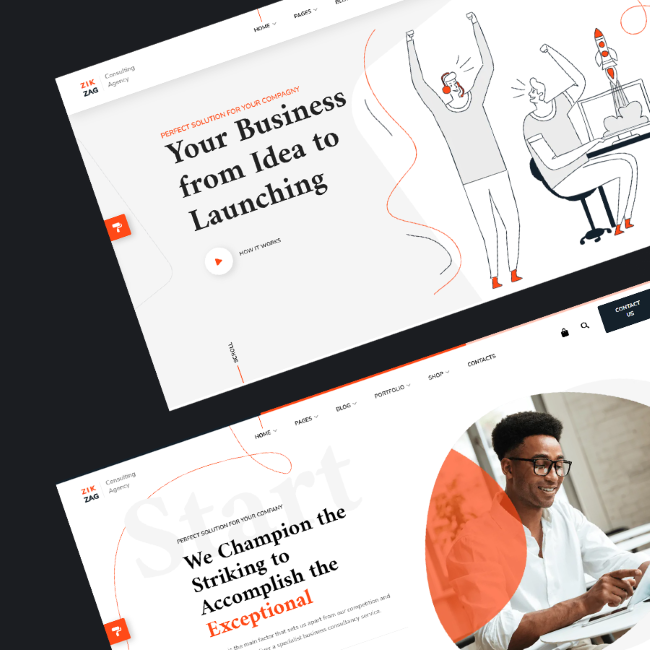 HOME PAGES
ZIK
ZAG
Consulting
Agency
PERFECT SOLUTION FOR YOUR COMPAGNY
Your Business
from Idea to
Launching
HOW IT WORKS
SCROLL
CONTACT
US
HOME PAGES BLOG PORTFOLIO SHOP CONTACTS
ZIK
ZAG
Consulting
Agency
Start
PERFECT SOLUTION FOR YOUR COMPANY
We Champion the
Striking to
Accomplish the
Exceptional
the main factor that sets us apart from our competition and
a specialist business consultancy service.